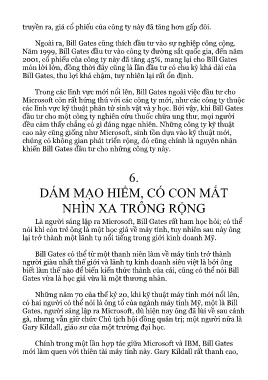 truyền ra, giá cổ phiếu của công ty này đã tăng hơn gấp đôi.
Ngoài ra, Bill Gates cũng thích đầu tư vào sự nghiệp công cộng.
Năm 1999, Bill Gates đầu tư vào công ty đường sắt quốc gia, đến năm
2001, cổ phiếu của công ty này đã tăng 45%, mang lại cho Bill Gates
món lời lớn, đồng thời đây cũng là lần đầu tư có chu kỳ khá dài của Bill
Gates, thu lợi khá chậm, tuy nhiên lại rất ổn định.
Trong các lĩnh vực mới nổi lên, Bill Gates ngoài việc đầu tư cho
Microsoft còn rất hứng thú với các công ty mới, như các công ty thuộc
các lĩnh vực kỹ thuật phân tử sinh vật và y học. Bởi vậy, khi Bill Gates
đầu tư cho một công ty nghiên cứu thuốc chữa ung thư, mọi người
đều cảm thấy chẳng có gì đáng ngạc nhiên. Những công ty kỹ thuật
cao này cũng giống như Microsoft, sinh tồn dựa vào kỹ thuật mới,
chúng có không gian phát triển rộng, đó cũng chính là nguyên nhân
khiến Bill Gates đầu tư cho những công ty này.
6.
DÁM MẠO HIỂM, CÓ CON MẮT
NHÌN XA TRÔNG RỘNG
Là người sáng lập ra Microsoft, Bill Gates rất ham học hỏi; có thể
nói khi còn trẻ ông là một học giả về máy tính, tuy nhiên sau này ông
lại trở thành một lãnh tụ nổi tiếng trong giới kinh doanh Mỹ.
Bill Gates có thể từ một thanh niên làm về máy tính trở thành
người giàu nhất thế giới và lãnh tụ kinh doanh siêu việt là bởi ông
biết làm thế nào để biến kiến thức thành của cải, cũng có thể nói Bill
Gates vừa là học giả vừa là một thương nhân.
Những năm 70 của thế kỷ 20, khi kỹ thuật máy tính mới nổi lên,
có hai người có thể nói là ông tổ của ngành máy tính Mỹ, một là Bill
Gates, người sáng lập ra Microsoft, dù hiện nay ông đã lùi về sau cánh
gà, nhưng vẫn giữ chức Chủ tịch hội đồng quản trị; một người nữa là
Gary Kildall, giáo sư của một trường đại học.
Chính trong một lần hợp tác giữa Microsoft và IBM, Bill Gates
mới làm quen với thiên tài máy tính này. Gary Kildall rất thanh cao,